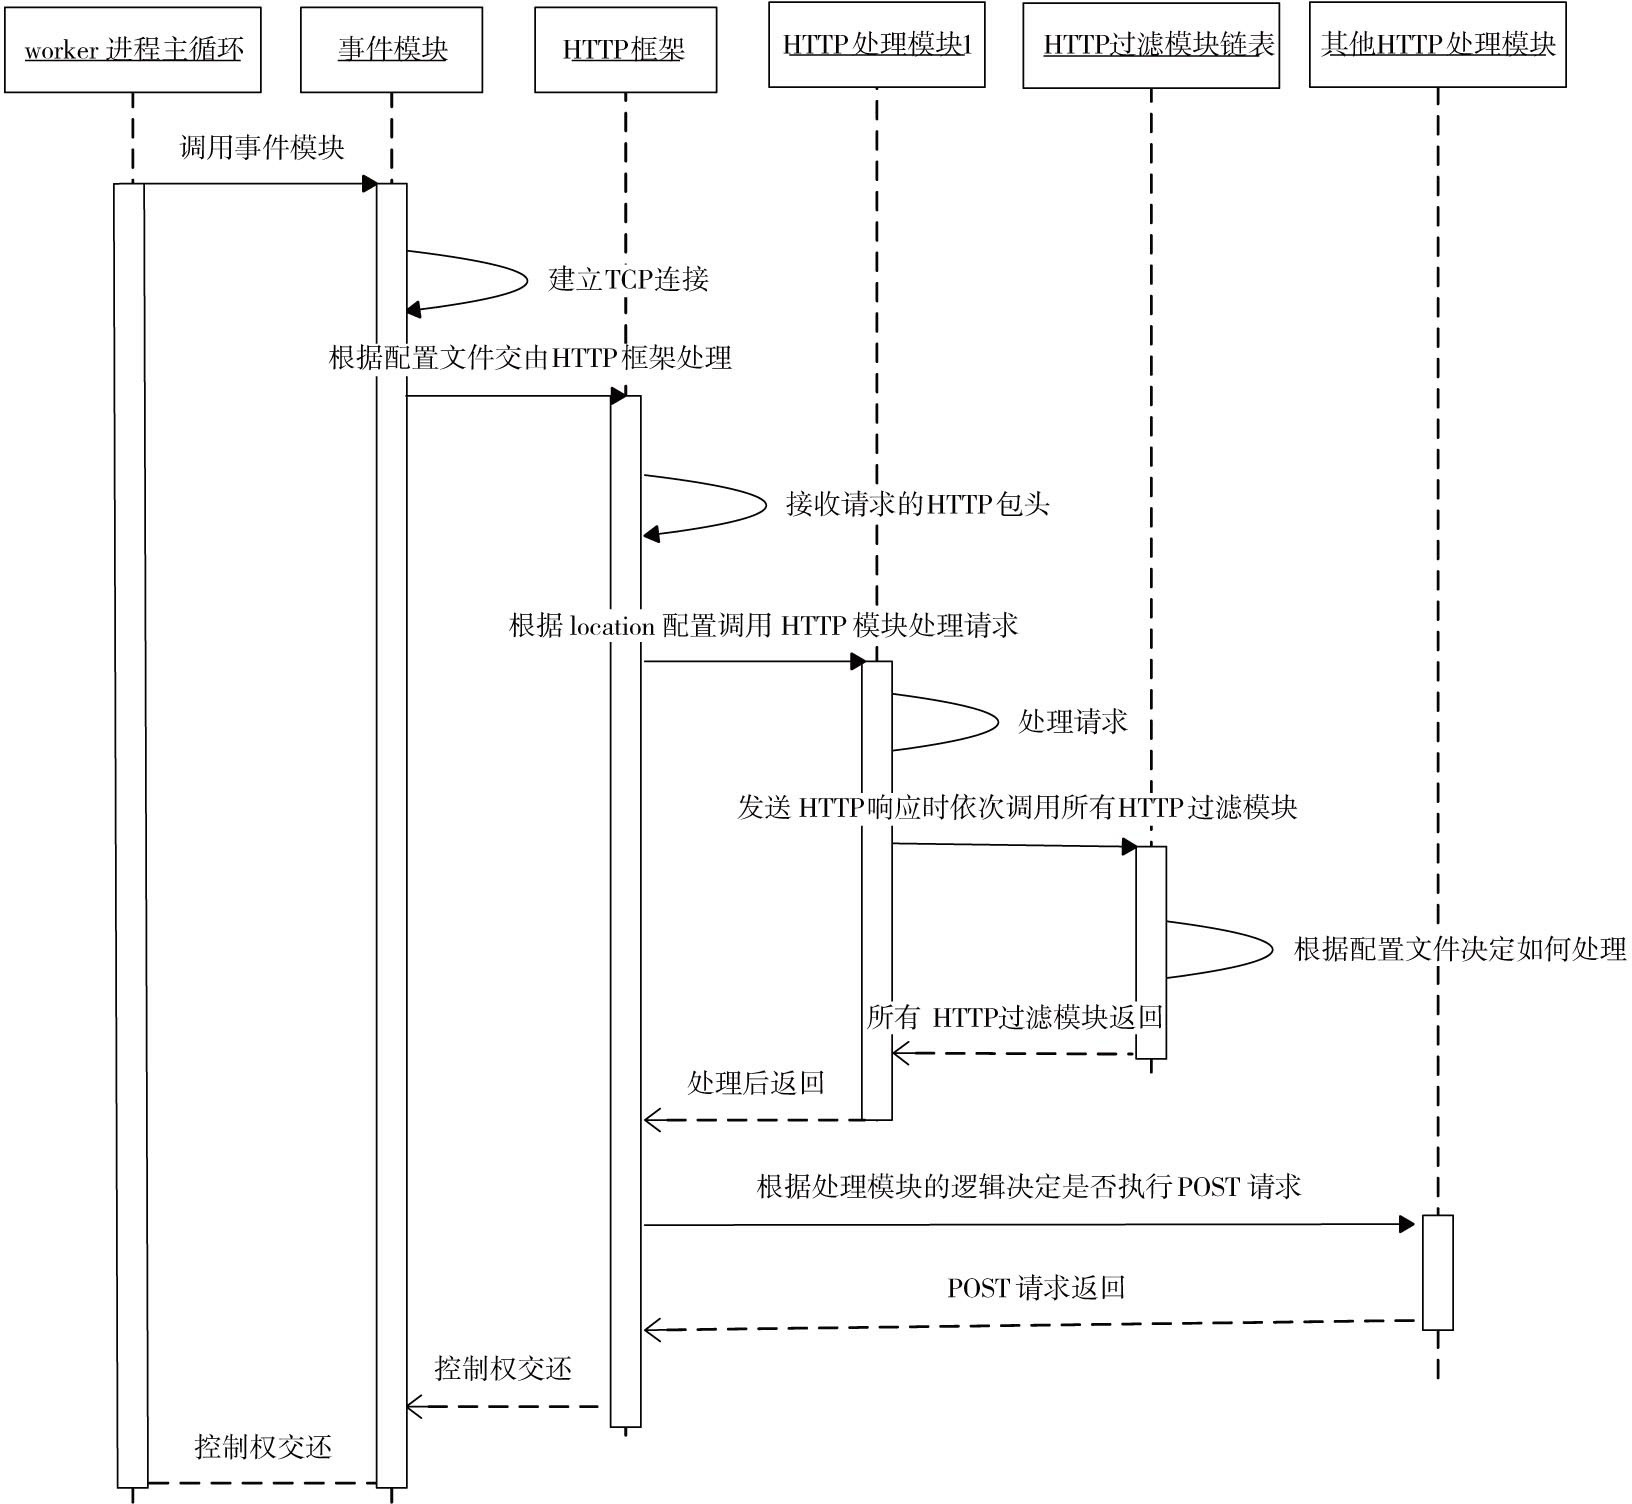 worker 进程主循环
事件模块
HTTP框架
HTTP处理模块1
HTTP过滤模块链表
其他HTTP处理模块
调用事件模块
建立TCP连接
根据配置文件交由HTTP框架处理
接收请求的HTTP包头
根据 location 配置调用 HTTP 模块处理请求
处理请求
发送 HTTP响应时依次调用所有HTTP过滤模块
根据配置文件决定如何处理
所有 HTTP过滤模块返回
处理后返回
根据处理模块的逻辑决定是否执行POST 请求
POST 请求返回
控制权交还
控制权交还